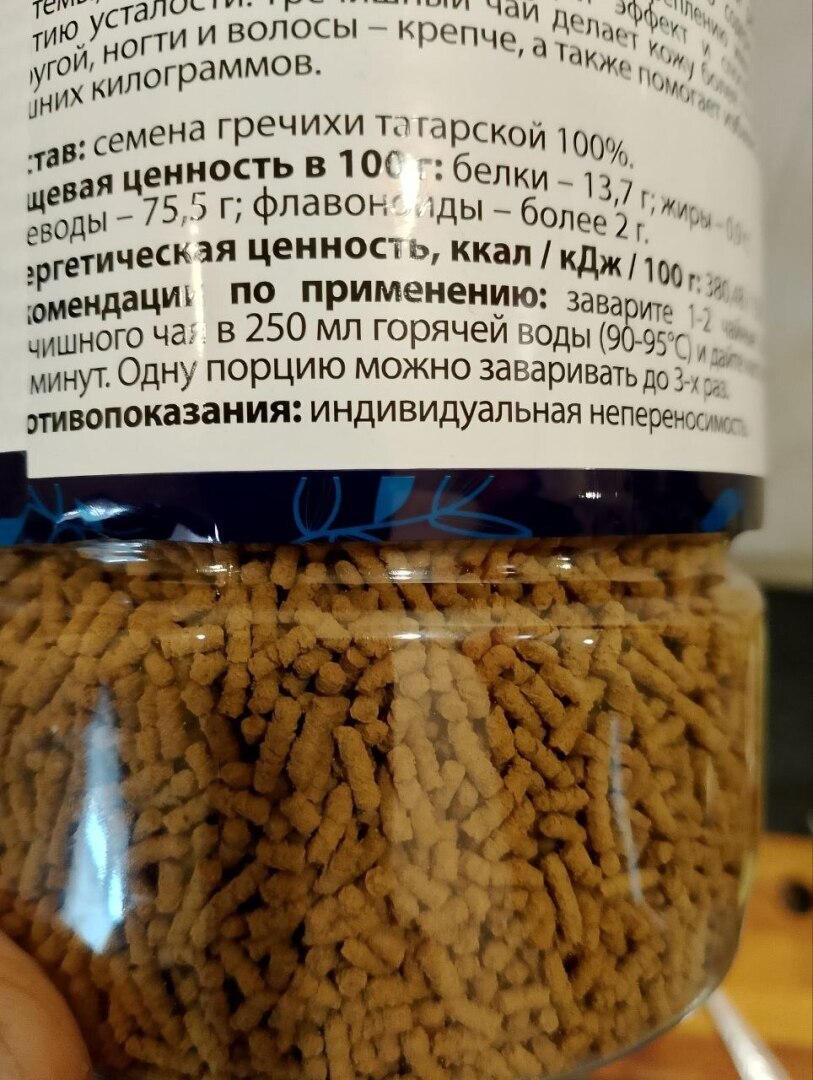 тию усталости. Гречишный чай делает кожу более
угой, ногти и волосы – крепче, а также помогает
шних килограммов.
став: семена гречихи татарской 100%.
щевая ценность в 100 г: белки – 13,7 г; жиры –
еводы – 75,5 г; флавоноиды – более 2 г.
ергетическая ценность, ккал / кДж / 100 г:
комендации по применению: заварите 1-2
чишного чая в 250 мл горячей воды (90-95°C) и дайте
минут. Одну порцию можно заваривать до 3-х раз.
отивопоказания: индивидуальная непереносимость.